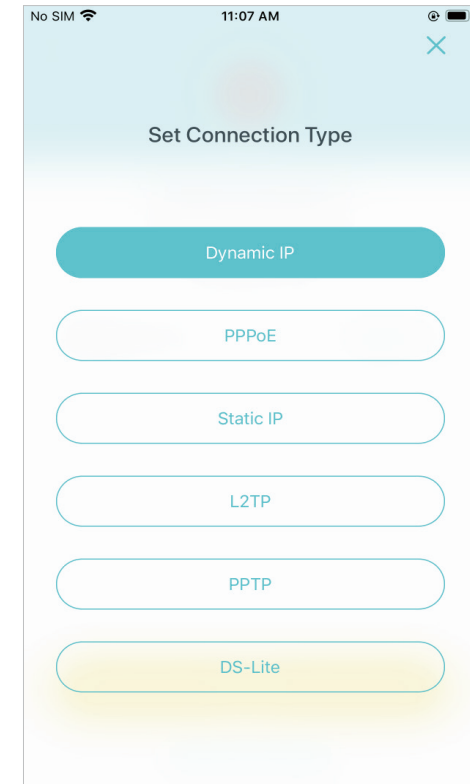 No SIM
11:07 AM
Set Connection Type
Dynamic IP
PPPoE
Static IP
L2TP
PPTP
DS-Lite